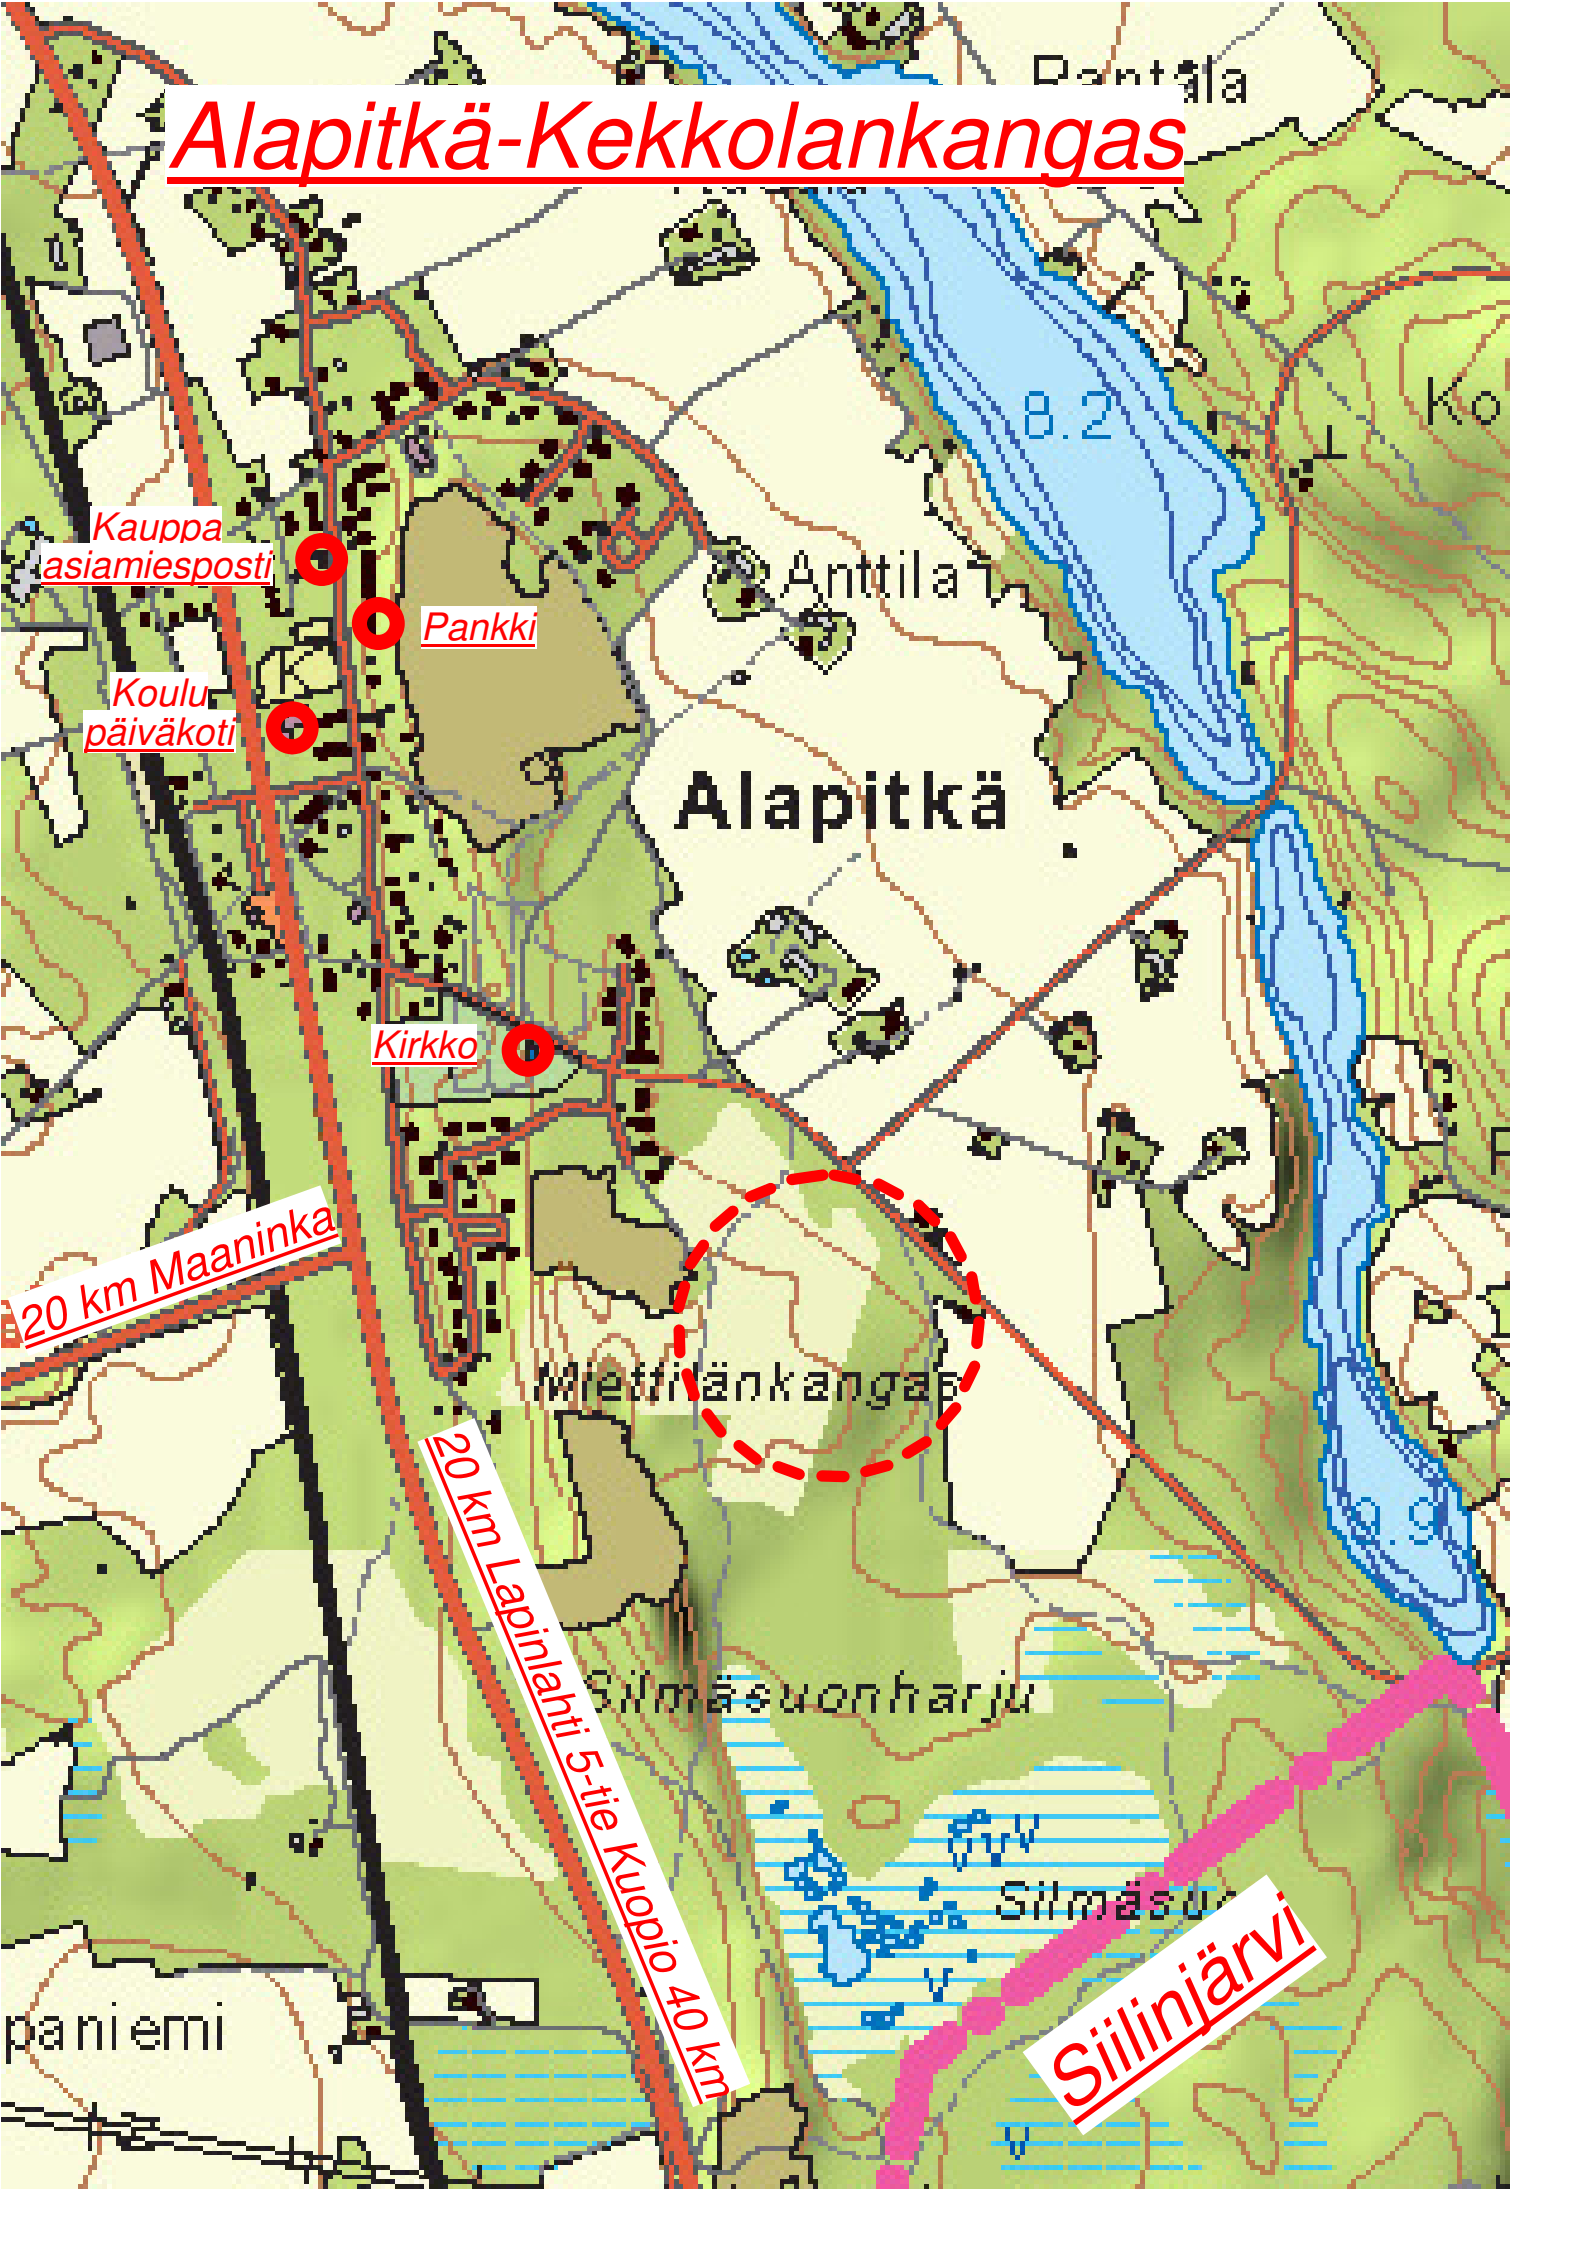 Alapitkä-Kekkolankangas
8.2
Ko
Kauppa
asiamiesposti
Anttila
Pankki
K
Koulu
päiväkoti
Alapitkä
Kirkko
20 km Maaninka
Miettilänkangas
20 km Lapinlahti 5-tie Kuopio 40 km
Silmäsuonharju
Silmäsuo
Siilinjärvi
paniemi